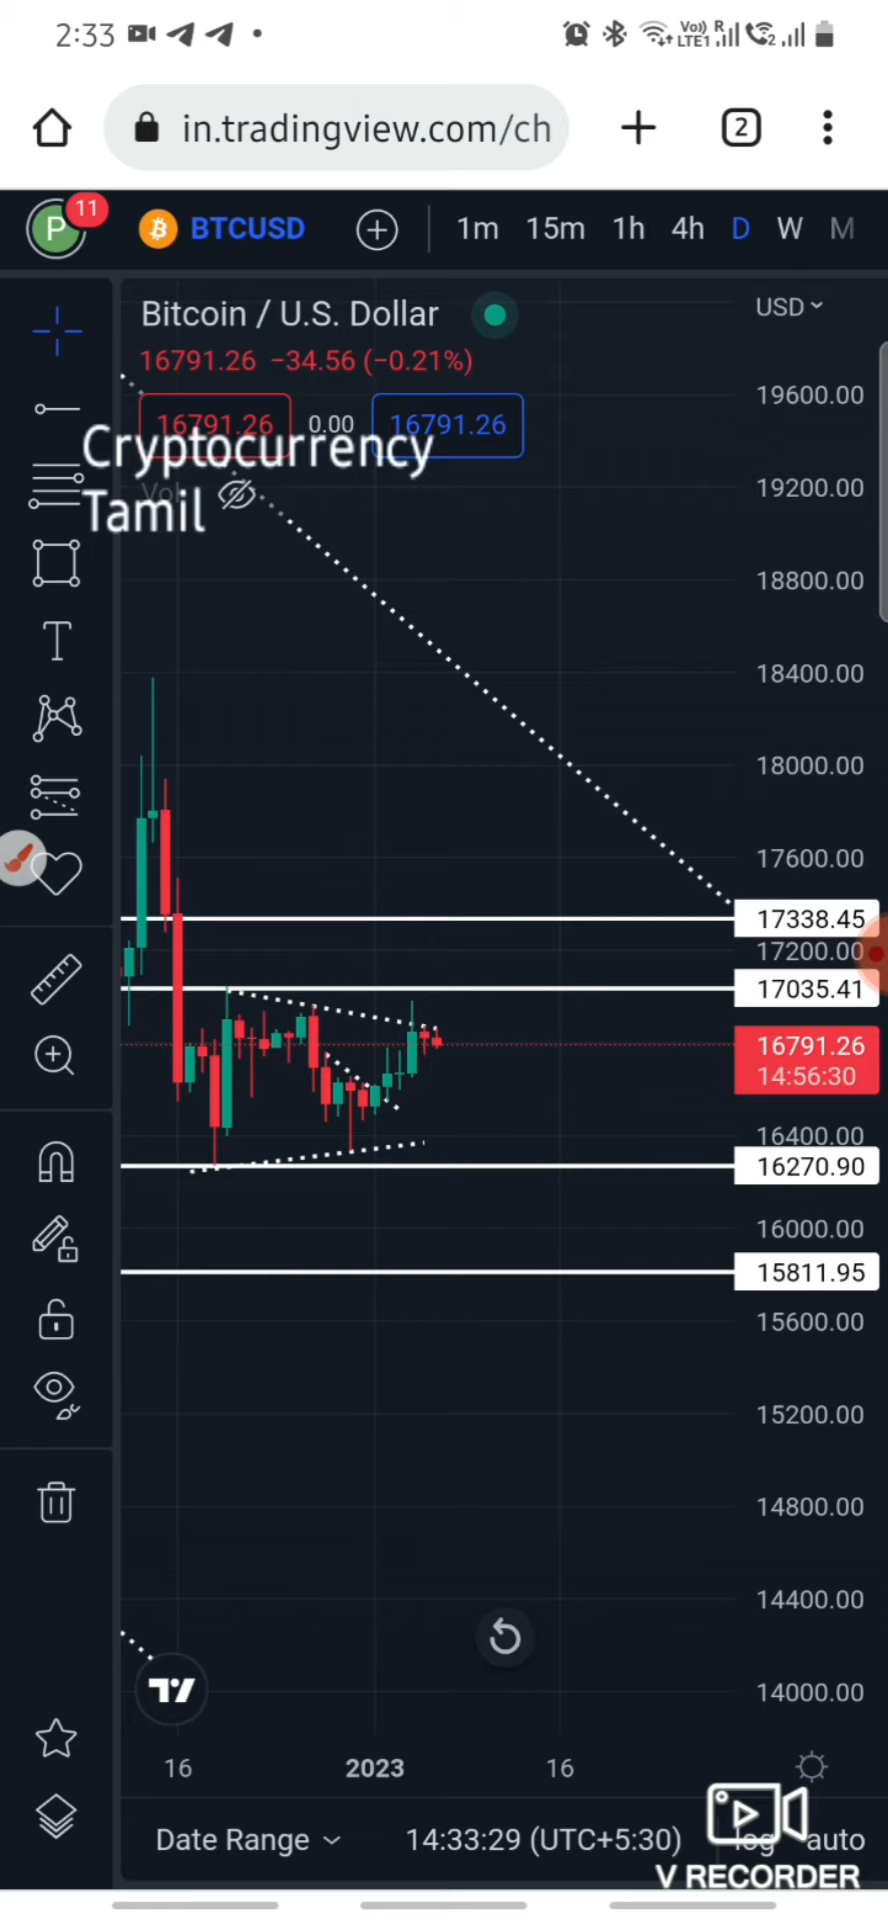 2:33
Vo)) R
LTE1
2
in.tradingview.com/ch
2
P
11
BTCUSD
1m 15m 1h 4h D W M
Bitcoin / U.S. Dollar
USD
16791.26 −34.56 (−0.21%)
19600.00
16791.26 0.00 16791.26
Cryptocurrency
Vol
Tamil
19200.00
18800.00
18400.00
18000.00
17600.00
17338.45
17200.00
17035.41
16791.26
14:56:30
16400.00
16270.90
16000.00
15811.95
15600.00
15200.00
14800.00
14400.00
14000.00
16 2023 16
Date Range 14:33:29 (UTC+5:30) log auto
V RECORDER